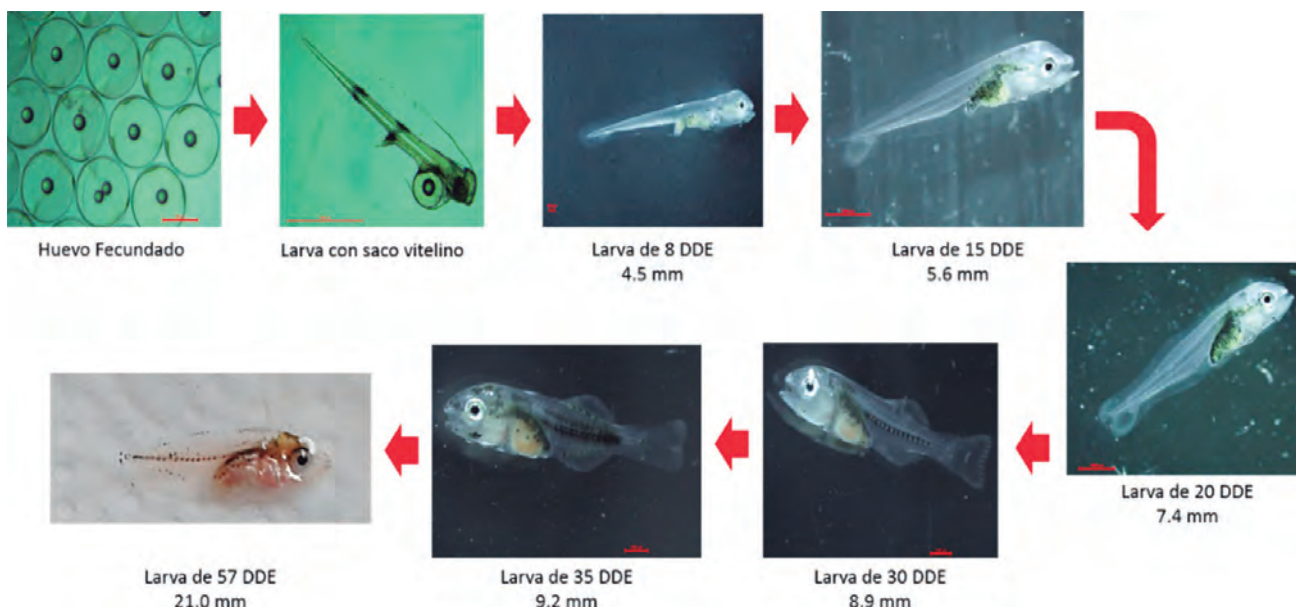 Huevo Fecundado
Larva con saco vitelino
Larva de 8 DDE
4.5 mm
Larva de 15 DDE
5.6 mm
Larva de 20 DDE
7.4 mm
Larva de 30 DDE
8.9 mm
Larva de 35 DDE
9.2 mm
Larva de 57 DDE
21.0 mm